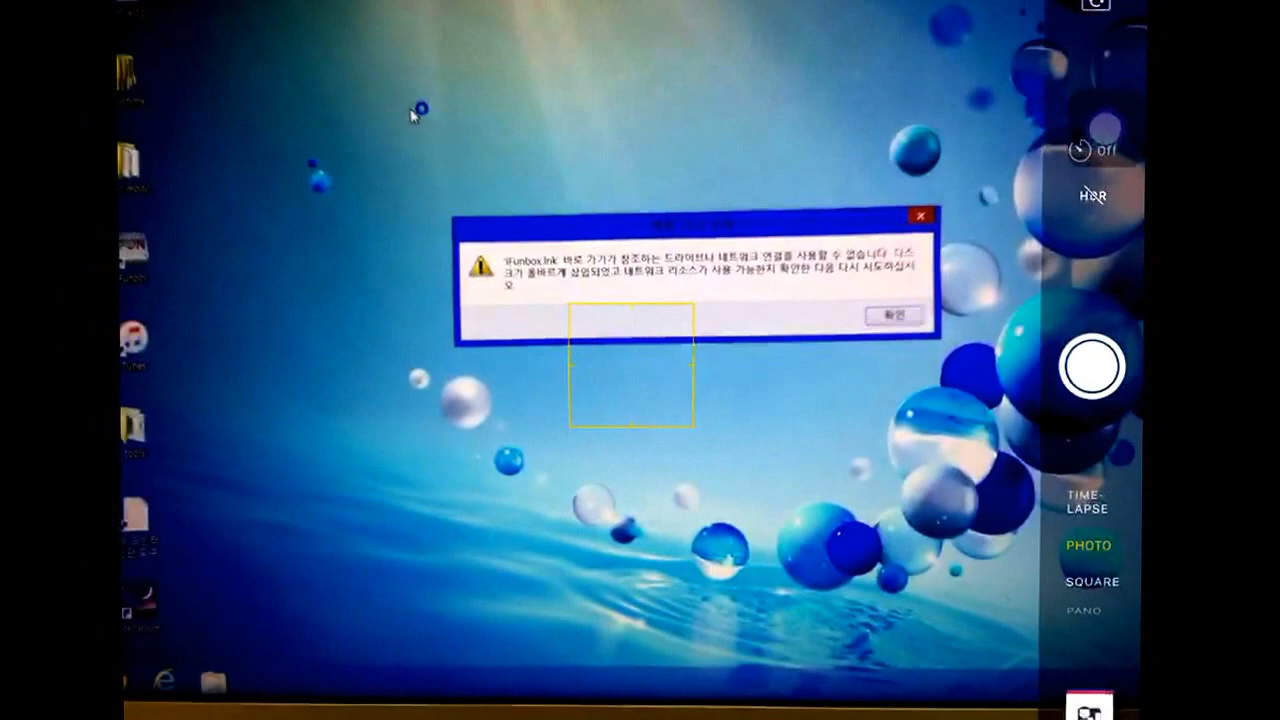 'iFunbox.lnk' 바로 가기가 참조하는 드라이브나 네트워크 연결을 사용할 수 없습니다. 디스
크가 올바르게 삽입되었고 네트워크 리소스가 사용 가능한지 확인한 다음 다시 시도하십시
오.
확인
Off
HDR
iTunes
tools
TIME-
LAPSE
PHOTO
SQUARE
PANO